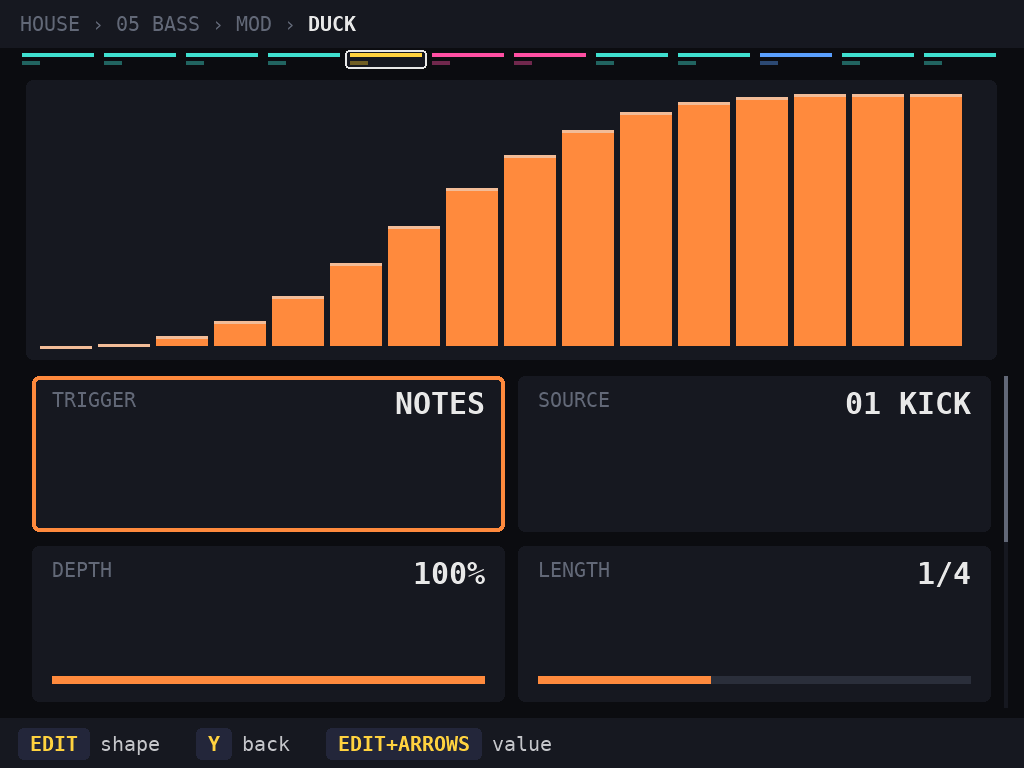 HOUSE › 05 BASS › MOD › DUCK
TRIGGER NOTES
SOURCE 01 KICK
DEPTH 100%
LENGTH 1/4
EDIT shape Y back EDIT+ARROWS value